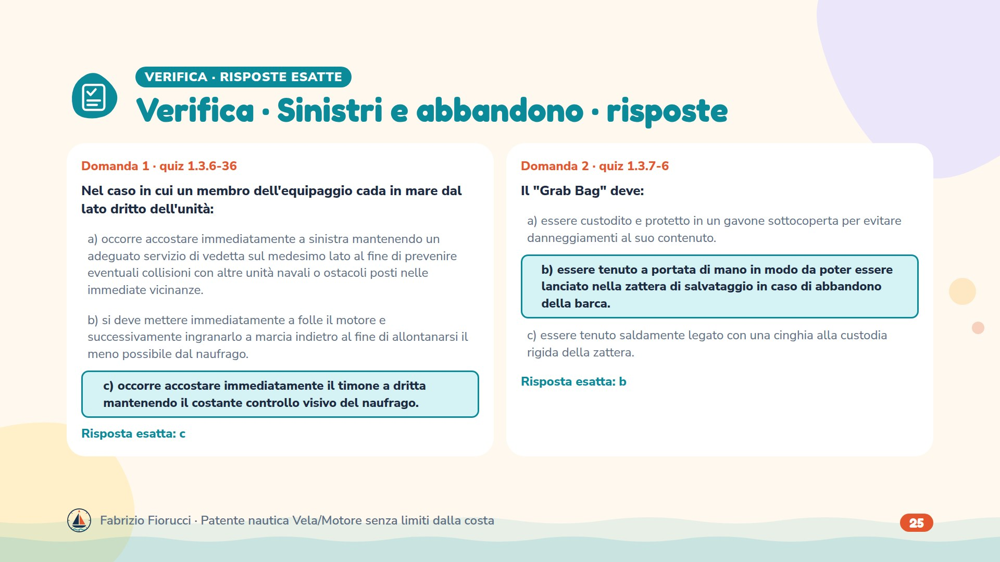 VERIFICA · RISPOSTE ESATTE
Verifica · Sinistri e abbandono · risposte
Domanda 1 · quiz 1.3.6-36
Nel caso in cui un membro dell'equipaggio cada in mare dal
lato dritto dell'unità:
a) occorre accostare immediatamente a sinistra mantenendo un
adeguato servizio di vedetta sul medesimo lato al fine di prevenire
eventuali collisioni con altre unità navali o ostacoli posti nelle
immediate vicinanze.
b) si deve mettere immediatamente a folle il motore e
successivamente ingranarlo a marcia indietro al fine di allontanarsi il
meno possibile dal naufrago.
c) occorre accostare immediatamente il timone a dritta
mantenendo il costante controllo visivo del naufrago.
Risposta esatta: c
Domanda 2 · quiz 1.3.7-6
Il "Grab Bag" deve:
a) essere custodito e protetto in un gavone sottocoperta per evitare
danneggiamenti al suo contenuto.
b) essere tenuto a portata di mano in modo da poter essere
lanciato nella zattera di salvataggio in caso di abbandono
della barca.
c) essere tenuto saldamente legato con una cinghia alla custodia
rigida della zattera.
Risposta esatta: b
Fabrizio Fiorucci · Patente nautica Vela/Motore senza limiti dalla costa
25